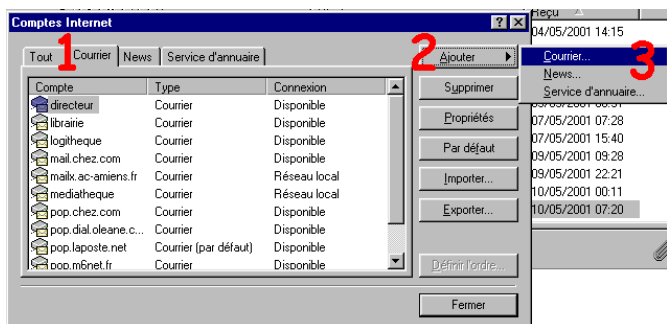 Comptes Internet
Reçu
04/05/2001 14:15
1
2
3
Tout Courrier News Service d'annuaire
Ajouter
Courrier...
News...
Service d'annuaire...
Compte Type Connexion
Supprimer
directeur Courrier Disponible
librairie Courrier Disponible
Propriétés
07/05/2001 07:28
logitheque Courrier Disponible
07/05/2001 15:40
mail.chez.com Courrier Disponible
Par défaut
09/05/2001 09:28
mailx.ac-amiens.fr Courrier Réseau local
Importer...
09/05/2001 22:21
mediatheque Courrier Réseau local
10/05/2001 00:11
pop.chez.com Courrier Disponible
Exporter...
10/05/2001 07:20
pop.dial.oleane.c... Courrier Disponible
pop.laposte.net Courrier (par défaut) Disponible
pop.m6net.fr Courrier Disponible
Définir l'ordre...
Fermer